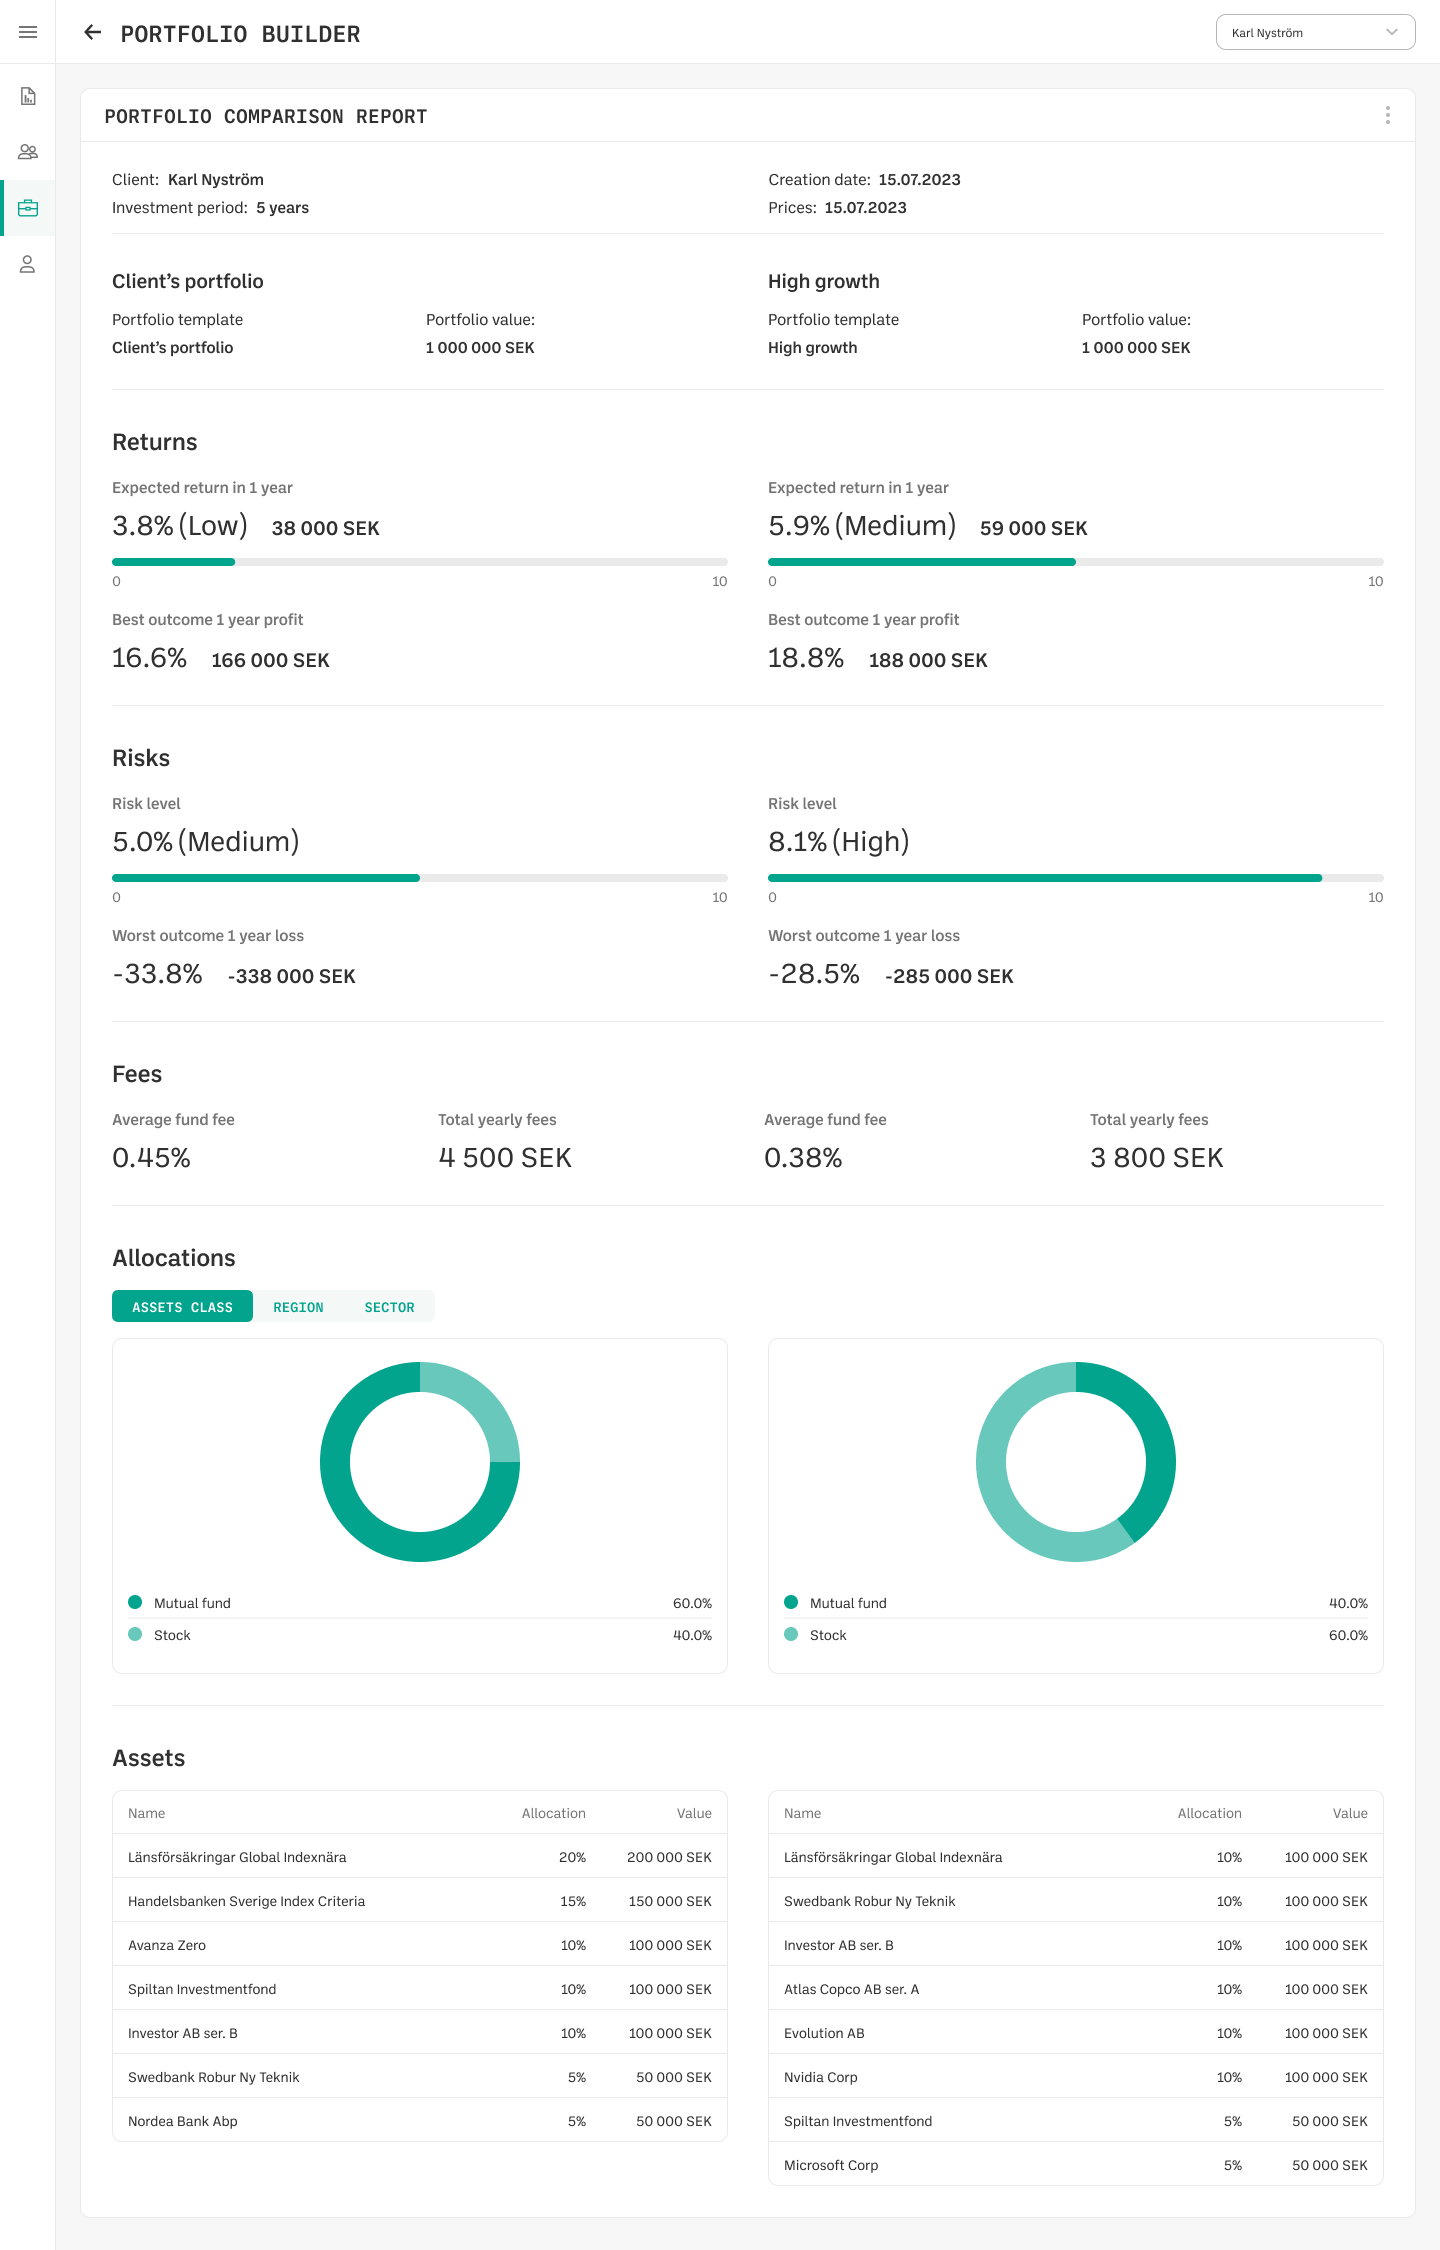 PORTFOLIO BUILDER
Karl Nyström
PORTFOLIO COMPARISON REPORT
Client: Karl Nyström
Creation date: 15.07.2023
Investment period: 5 years
Prices: 15.07.2023
Client’s portfolio
High growth
Portfolio template Portfolio value:
Portfolio template Portfolio value:
Client’s portfolio 1 000 000 SEK
High growth 1 000 000 SEK
Returns
Expected return in 1 year
Expected return in 1 year
3.8% (Low) 38 000 SEK
5.9% (Medium) 59 000 SEK
0 10
0 10
Best outcome 1 year profit
Best outcome 1 year profit
16.6% 166 000 SEK
18.8% 188 000 SEK
Risks
Risk level
Risk level
5.0% (Medium)
8.1% (High)
0 10
0 10
Worst outcome 1 year loss
Worst outcome 1 year loss
-33.8% -338 000 SEK
-28.5% -285 000 SEK
Fees
Average fund fee Total yearly fees
Average fund fee Total yearly fees
0.45% 4 500 SEK
0.38% 3 800 SEK
Allocations
ASSETS CLASS REGION SECTOR
Mutual fund 60.0%
Stock 40.0%
Mutual fund 40.0%
Stock 60.0%
Assets
Name Allocation Value
Länsförsäkringar Global Indexnära 20% 200 000 SEK
Handelsbanken Sverige Index Criteria 15% 150 000 SEK
Avanza Zero 10% 100 000 SEK
Spiltan Investmentfond 10% 100 000 SEK
Investor AB ser. B 10% 100 000 SEK
Swedbank Robur Ny Teknik 5% 50 000 SEK
Nordea Bank Abp 5% 50 000 SEK
Name Allocation Value
Länsförsäkringar Global Indexnära 10% 100 000 SEK
Swedbank Robur Ny Teknik 10% 100 000 SEK
Investor AB ser. B 10% 100 000 SEK
Atlas Copco AB ser. A 10% 100 000 SEK
Evolution AB 10% 100 000 SEK
Nvidia Corp 10% 100 000 SEK
Spiltan Investmentfond 5% 50 000 SEK
Microsoft Corp 5% 50 000 SEK